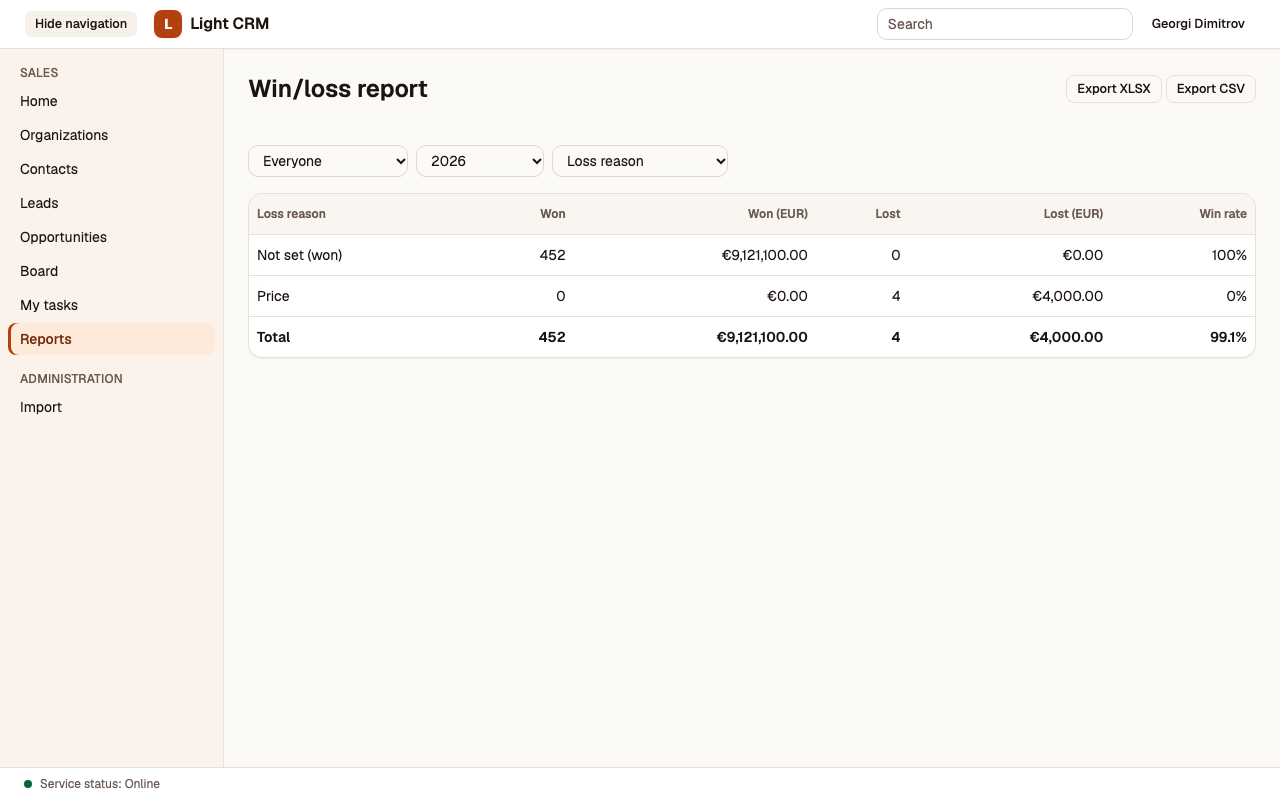 Hide navigation
L
Light CRM
Search
Georgi Dimitrov
SALES
Home
Organizations
Contacts
Leads
Opportunities
Board
My tasks
Reports
ADMINISTRATION
Import
Win/loss report
Export XLSX Export CSV
Everyone 2026 Loss reason
Loss reason Won Won (EUR) Lost Lost (EUR) Win rate
Not set (won) 452 €9,121,100.00 0 €0.00 100%
Price 0 €0.00 4 €4,000.00 0%
Total 452 €9,121,100.00 4 €4,000.00 99.1%
Service status: Online